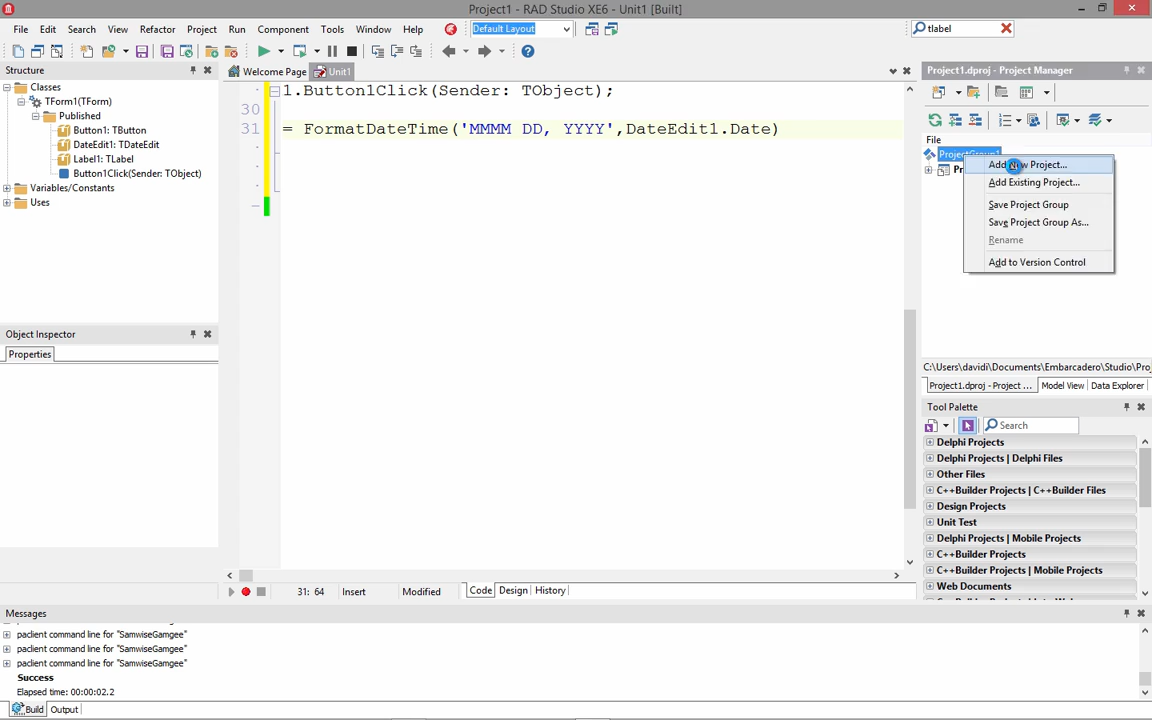 Project1 - RAD Studio XE6 - Unit1 [Built]
File Edit Search View Refactor Project Run Component Tools Window Help
Default Layout
tlabel
Structure
Classes
TForm1(TForm)
Published
Button1: TButton
DateEdit1: TDateEdit
Label1: TLabel
Button1Click(Sender: TObject)
Variables/Constants
Uses
Object Inspector
Properties
Welcome Page
Unit1
1.Button1Click(Sender: TObject);
30
31 = FormatDateTime('MMMM DD, YYYY',DateEdit1.Date)
31: 64 Insert Modified
Code Design History
Project1.dproj - Project Manager
File
ProjectGroup1
Add New Project...
Add Existing Project...
Save Project Group
Save Project Group As...
Rename
Add to Version Control
C:\Users\davidi\Documents\Embarcadero\Studio\Proj
Project1.dproj - Project ... Model View Data Explorer
Tool Palette
Search
Delphi Projects
Delphi Projects | Delphi Files
Other Files
C++Builder Projects | C++Builder Files
Design Projects
Unit Test
Delphi Projects | Mobile Projects
C++Builder Projects
C++Builder Projects | Mobile Projects
Web Documents
Messages
paclient command line for "SamwiseGamgee"
paclient command line for "SamwiseGamgee"
paclient command line for "SamwiseGamgee"
Success
Elapsed time: 00:00:02.2
Build Output